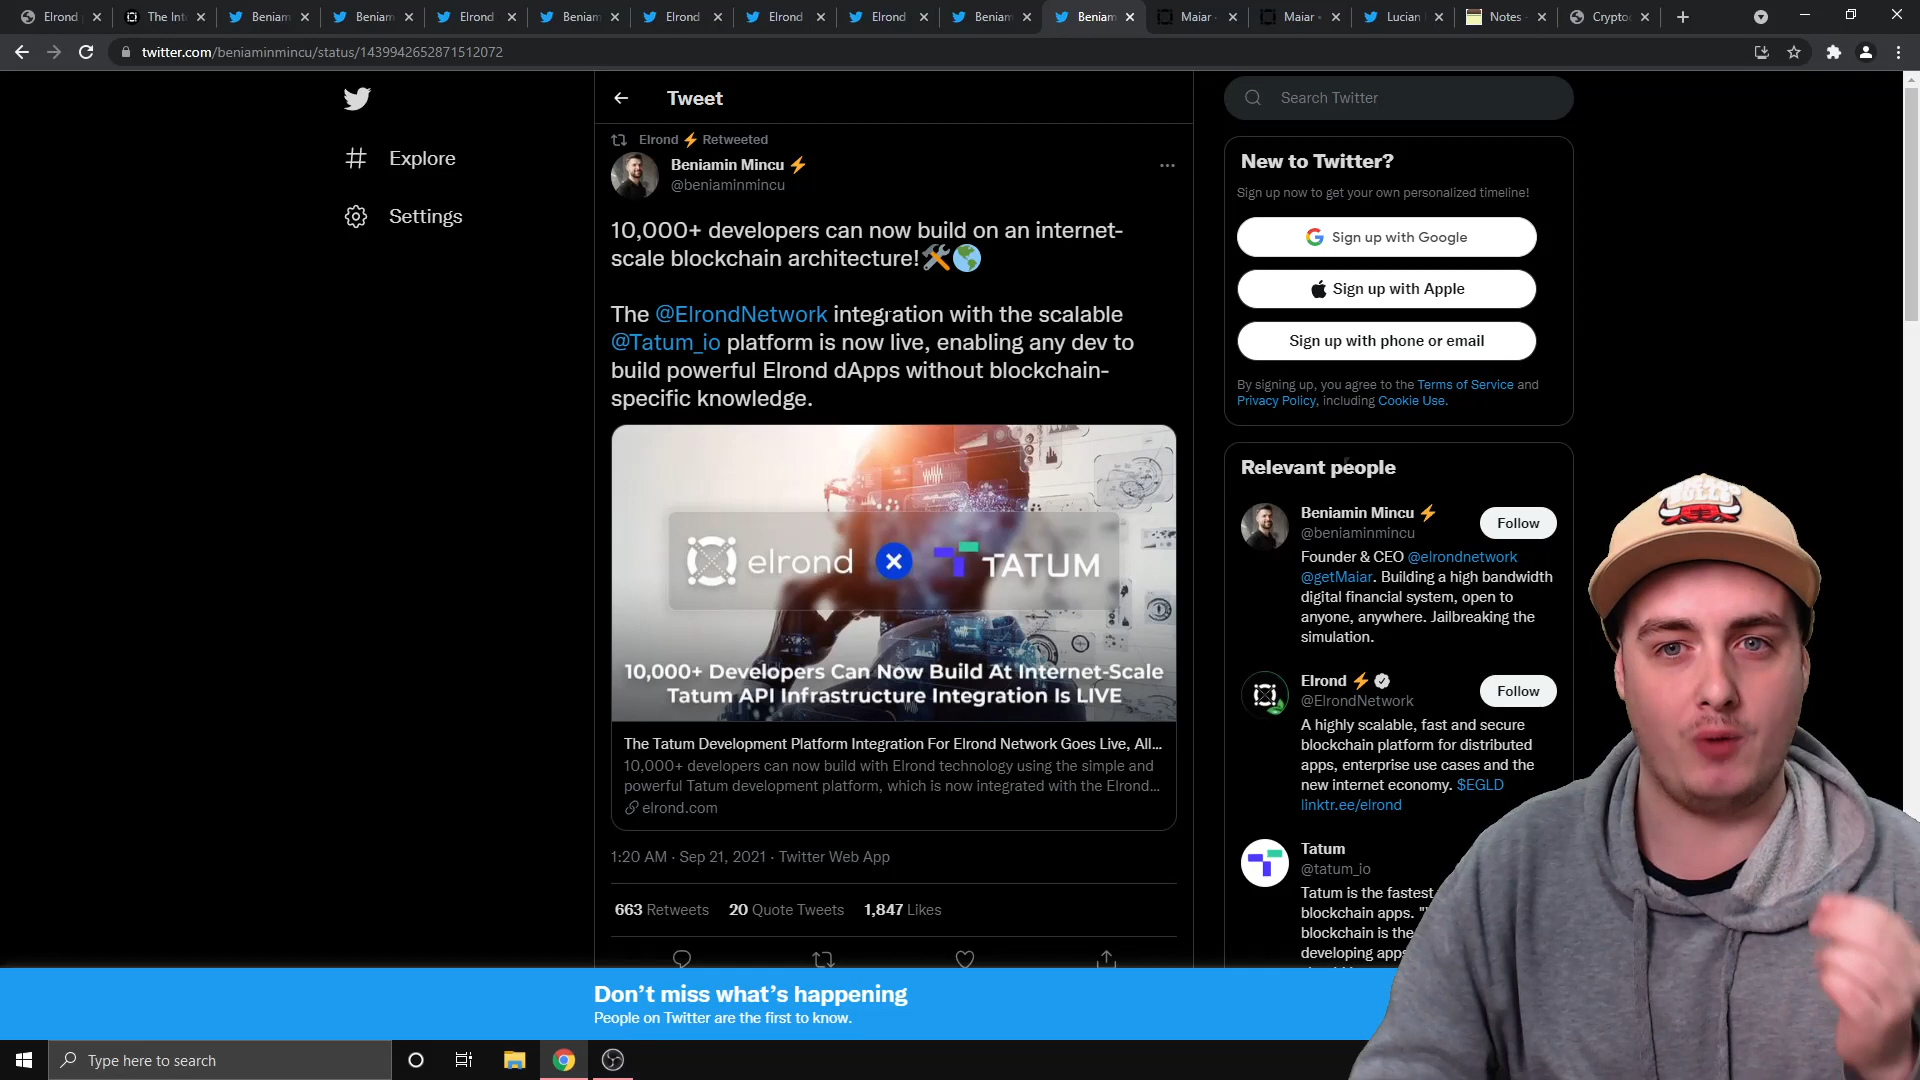 Elrond
The Int
Beniam
Beniam
Elrond
Beniam
Elrond
Elrond
Elrond
Beniam
Beniam
Maiar
Maiar
Lucian
Notes
Crypto
twitter.com/beniaminmincu/status/1439942652871512072
Explore
Settings
Tweet
Elrond ⚡ Retweeted
Beniamin Mincu ⚡
@beniaminmincu
10,000+ developers can now build on an internet-
scale blockchain architecture!🛠🌎
The @ElrondNetwork integration with the scalable
@Tatum_io platform is now live, enabling any dev to
build powerful Elrond dApps without blockchain-
specific knowledge.
elrond × TATUM
10,000+ Developers Can Now Build At Internet-Scale
Tatum API Infrastructure Integration Is LIVE
The Tatum Development Platform Integration For Elrond Network Goes Live, All...
10,000+ developers can now build with Elrond technology using the simple and
powerful Tatum development platform, which is now integrated with the Elrond...
elrond.com
1:20 AM · Sep 21, 2021 · Twitter Web App
663 Retweets 20 Quote Tweets 1,847 Likes
Search Twitter
New to Twitter?
Sign up now to get your own personalized timeline!
Sign up with Google
Sign up with Apple
Sign up with phone or email
By signing up, you agree to the Terms of Service and
Privacy Policy, including Cookie Use.
Relevant people
Beniamin Mincu ⚡
@beniaminmincu
Follow
Founder & CEO @elrondnetwork
@getMaiar. Building a high bandwidth
digital financial system, open to
anyone, anywhere. Jailbreaking the
simulation.
Elrond ⚡
@ElrondNetwork
Follow
A highly scalable, fast and secure
blockchain platform for distributed
apps, enterprise use cases and the
new internet economy. $EGLD
linktr.ee/elrond
Tatum
@tatum_io
Tatum is the fastest
blockchain apps.
blockchain is the
developing apps
Don't miss what's happening
People on Twitter are the first to know.
Type here to search